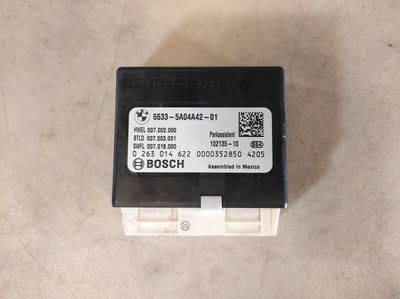 6633-5A04A42-01
HWEL 007.002.000
BTLD 007.003.001
SWFL 007.018.000
Parkassistent
102135-10 864
0 263 014 622 0000352850 4205
BOSCH
Assembled in Mexico